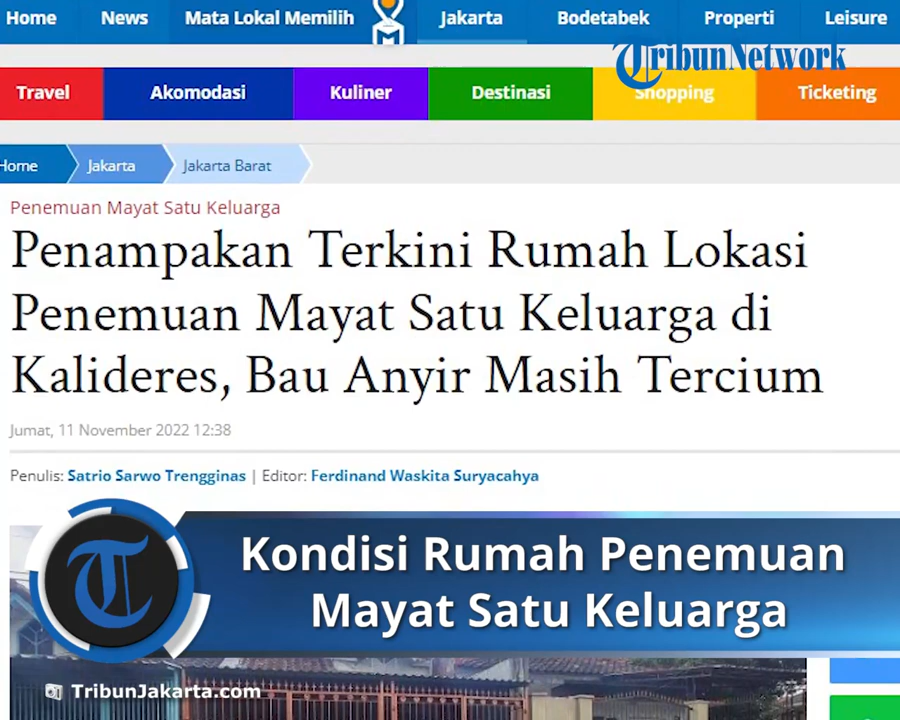 Home News Mata Lokal Memilih Jakarta Bodetabek Properti Leisure
TribunNetwork
Travel Akomodasi Kuliner Destinasi Shopping Ticketing
Home Jakarta Jakarta Barat
Penemuan Mayat Satu Keluarga
Penampakan Terkini Rumah Lokasi
Penemuan Mayat Satu Keluarga di
Kalideres, Bau Anyir Masih Tercium
Jumat, 11 November 2022 12:38
Penulis: Satrio Sarwo Trengginas | Editor: Ferdinand Waskita Suryacahya
Kondisi Rumah Penemuan
Mayat Satu Keluarga
TribunJakarta.com